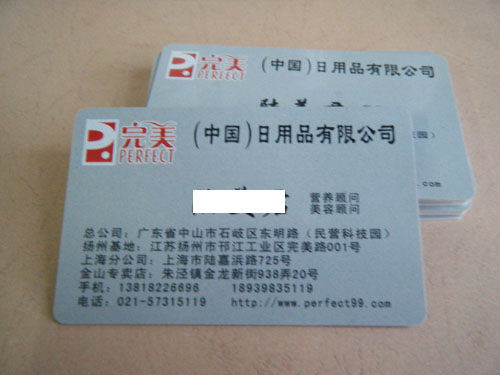 完美 PERFECT （中国）日用品有限公司
完美 PERFECT （中国）日用品有限公司
营养顾问
美容顾问
总公司：广东省中山市石岐区东明路（民营科技园）
扬州基地：江苏扬州市邗江工业区完美路001号
上海分公司：上海市陆嘉浜路725号
金山专卖店：朱泾镇金龙新街938弄20号
手机：13818226696 18939835119
电话：021-57315119 http://www.perfect99.com